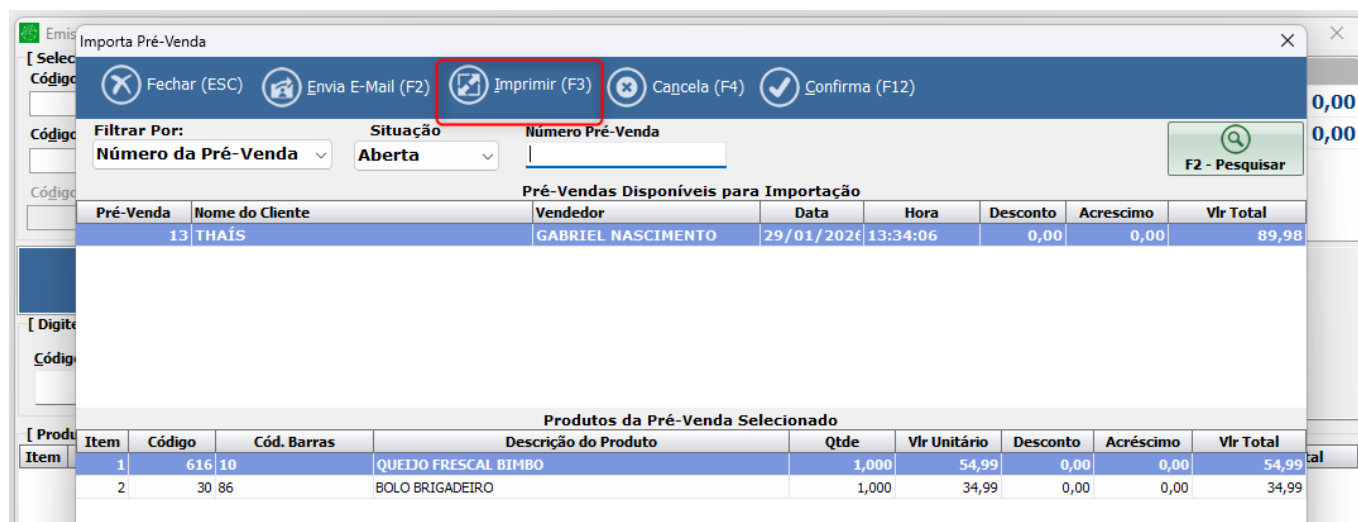 Emis
Importa Pré-Venda
[ Selec
Código
Fechar (ESC) Envia E-Mail (F2) Imprimir (F3) Cancela (F4) Confirma (F12)
0,00
Filtrar Por: Situação Número Pré-Venda
Código
0,00
Número da Pré-Venda Aberta
F2 - Pesquisar
Código
Pré-Vendas Disponíveis para Importação
Pré-Venda Nome do Cliente Vendedor Data Hora Desconto Acrescimo Vlr Total
13 THAÍS GABRIEL NASCIMENTO 29/01/2026 13:34:06 0,00 0,00 89,98
[ Digite
Código
Produtos da Pré-Venda Selecionado
[ Produ
Item Código Cód. Barras Descrição do Produto Qtde Vlr Unitário Desconto Acréscimo Vlr Total
Item tal
1 616 10 QUEIJO FRESCAL BIMBO 1,000 54,99 0,00 0,00 54,99
2 30 86 BOLO BRIGADEIRO 1,000 34,99 0,00 0,00 34,99